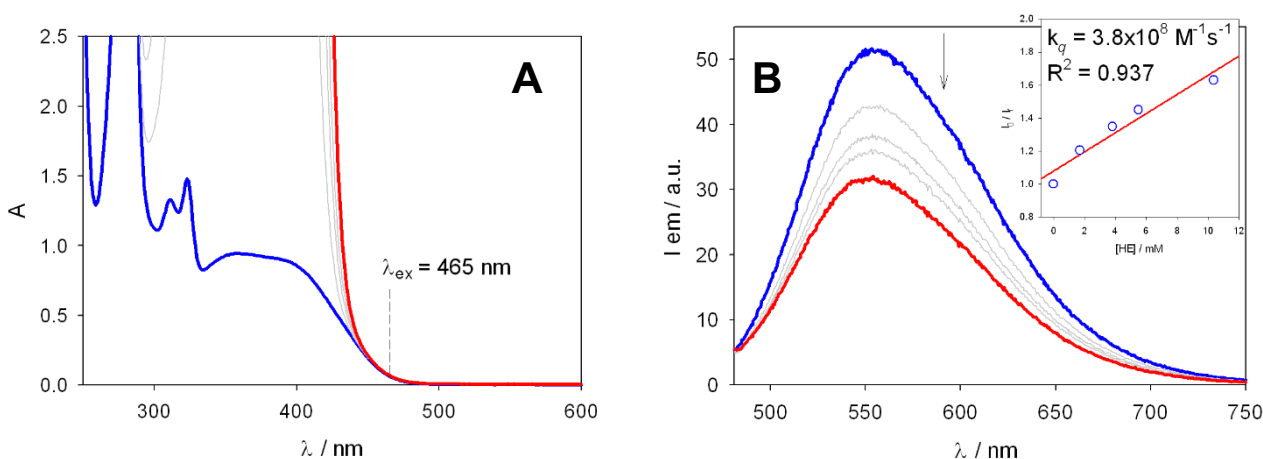 A
2.5
2.0
1.5
1.0
0.5
0.0
A
λex = 465 nm
300 400 500 600
λ / nm
B
50
40
30
20
10
0
I em / a.u.
500 550 600 650 700 750
λ / nm
kq = 3.8x10⁸ M⁻¹s⁻¹
R² = 0.937
2.0
1.8
1.6
1.4
1.2
1.0
0.8
0 2 4 6 8 10 12
[HE] / mM